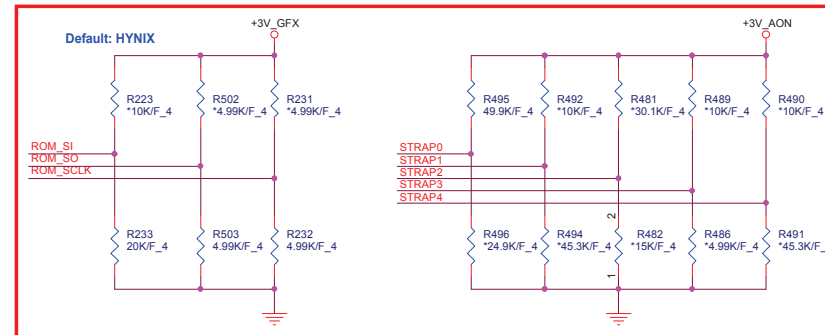 +3V_GFX
+3V_AON
Default: HYNIX
R223
*10K/F_4
R502
*4.99K/F_4
R231
*4.99K/F_4
R495
49.9K/F_4
R492
*10K/F_4
R481
*30.1K/F_4
R489
*10K/F_4
R490
*10K/F_4
ROM_SI
ROM_SO
ROM_SCLK
STRAP0
STRAP1
STRAP2
STRAP3
STRAP4
R233
20K/F_4
R503
4.99K/F_4
R232
4.99K/F_4
R496
*24.9K/F_4
R494
*45.3K/F_4
2
1
R482
*15K/F_4
R486
*4.99K/F_4
R491
*45.3K/F_4